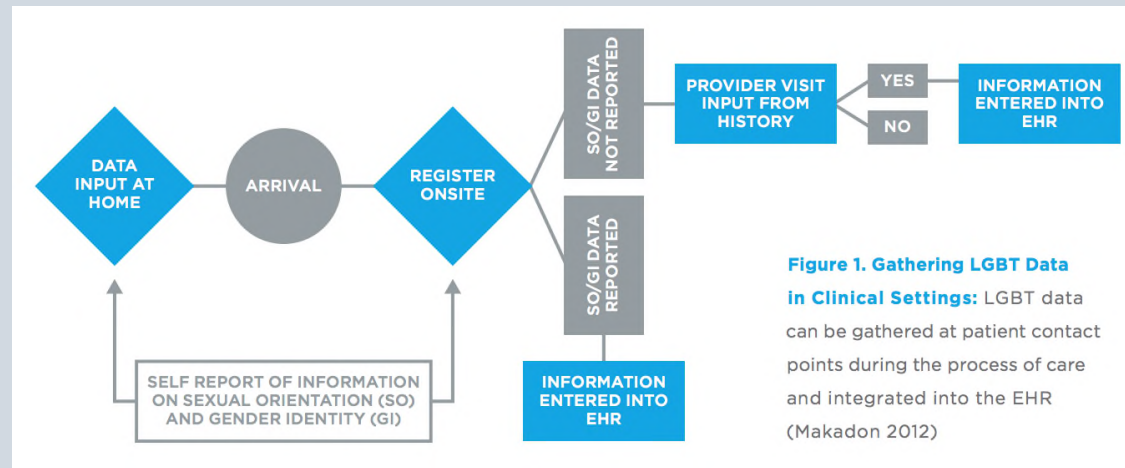 DATA
INPUT AT
HOME
ARRIVAL
REGISTER
ONSITE
SO/GI DATA
NOT REPORTED
PROVIDER VISIT
INPUT FROM
HISTORY
YES
NO
INFORMATION
ENTERED INTO
EHR
SO/GI DATA
REPORTED
INFORMATION
ENTERED INTO
EHR
SELF REPORT OF INFORMATION
ON SEXUAL ORIENTATION (SO)
AND GENDER IDENTITY (GI)
Figure 1. Gathering LGBT Data
in Clinical Settings: LGBT data
can be gathered at patient contact
points during the process of care
and integrated into the EHR
(Makadon 2012)